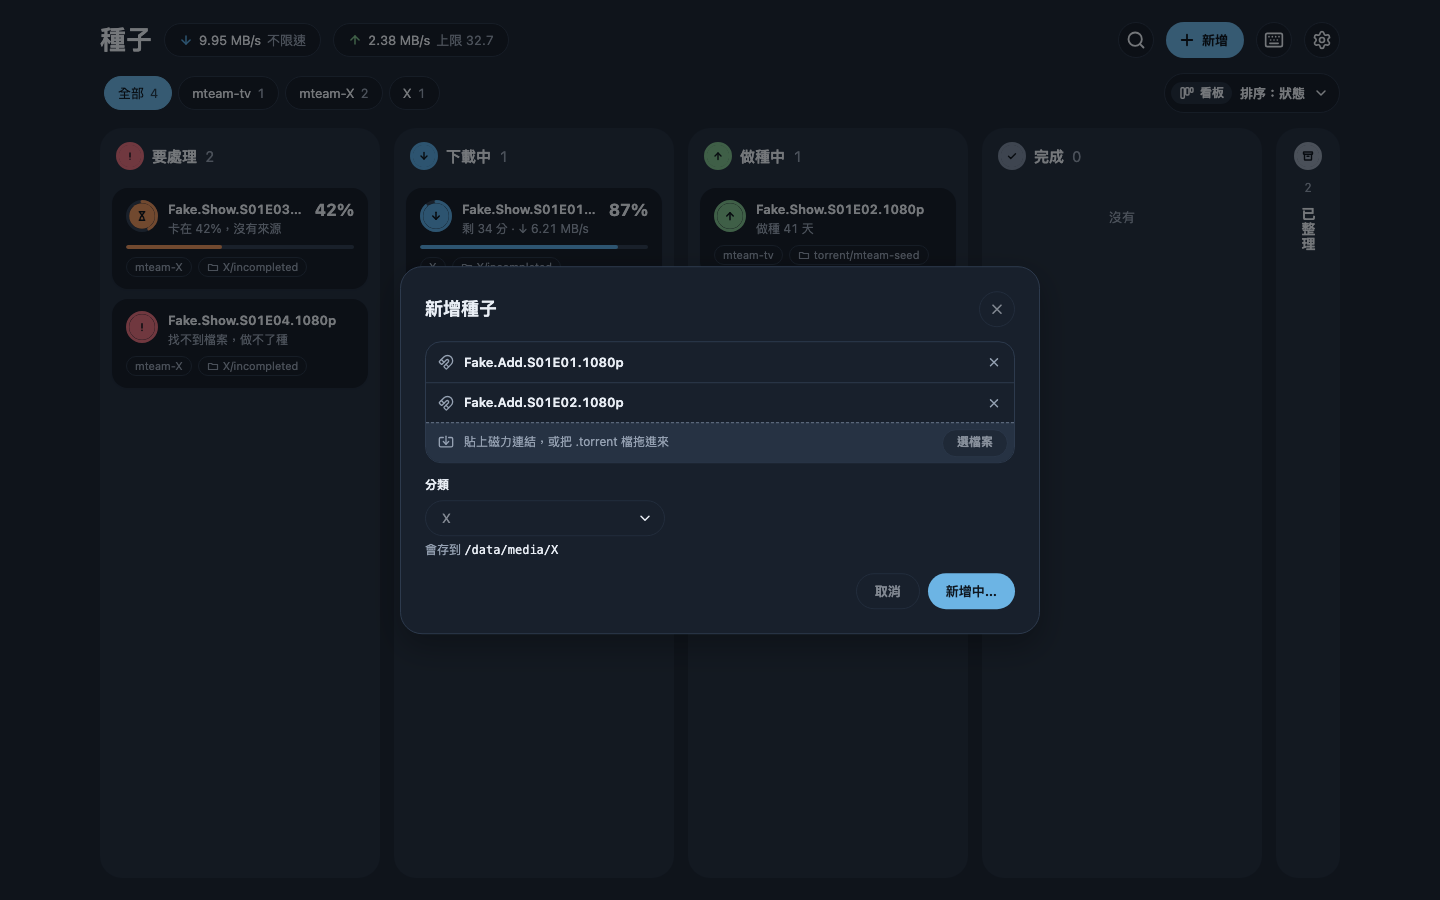 種子
↓ 9.95 MB/s 不限速
↑ 2.38 MB/s 上限 32.7
+ 新增
全部 4
mteam-tv 1
mteam-X 2
X 1
看板 排序：狀態
要處理 2
Fake.Show.S01E03... 42%
卡在 42%，沒有來源
mteam-X X/incompleted
Fake.Show.S01E04.1080p
找不到檔案，做不了種
mteam-X X/incompleted
下載中 1
Fake.Show.S01E01... 87%
剩 34 分 · ↓ 6.21 MB/s
X X/incompleted
做種中 1
Fake.Show.S01E02.1080p
做種 41 天
mteam-tv torrent/mteam-seed
完成 0
沒有
2
已整理
新增種子
Fake.Add.S01E01.1080p
Fake.Add.S01E02.1080p
貼上磁力連結，或把 .torrent 檔拖進來 選檔案
分類
X
會存到 /data/media/X
取消 新增中...